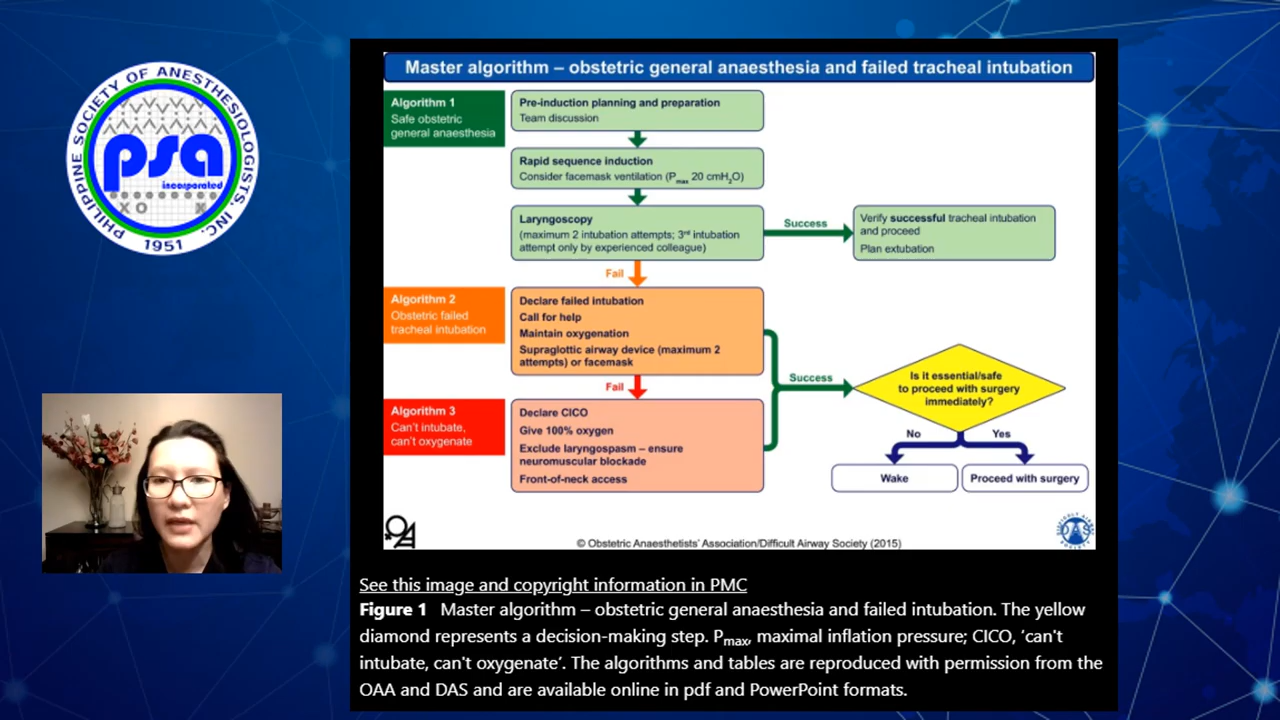 PHILIPPINE SOCIETY OF ANESTHESIOLOGISTS, INC.
psa
incorporated
XO X
1951
Master algorithm – obstetric general anaesthesia and failed tracheal intubation
Algorithm 1
Safe obstetric
general anaesthesia
Pre-induction planning and preparation
Team discussion
Rapid sequence induction
Consider facemask ventilation (Pmax 20 cmH2O)
Laryngoscopy
(maximum 2 intubation attempts; 3rd intubation
attempt only by experienced colleague)
Success
Verify successful tracheal intubation
and proceed
Plan extubation
Fail
Algorithm 2
Obstetric failed
tracheal intubation
Declare failed intubation
Call for help
Maintain oxygenation
Supraglottic airway device (maximum 2
attempts) or facemask
Success
Is it essential/safe
to proceed with surgery
immediately?
Fail
Algorithm 3
Can't intubate,
can't oxygenate
Declare CICO
Give 100% oxygen
Exclude laryngospasm – ensure
neuromuscular blockade
Front-of-neck access
No
Yes
Wake
Proceed with surgery
OAA
DAS
© Obstetric Anaesthetists' Association/Difficult Airway Society (2015)
See this image and copyright information in PMC
Figure 1 Master algorithm – obstetric general anaesthesia and failed intubation. The yellow
diamond represents a decision-making step. Pmax, maximal inflation pressure; CICO, 'can't
intubate, can't oxygenate'. The algorithms and tables are reproduced with permission from the
OAA and DAS and are available online in pdf and PowerPoint formats.